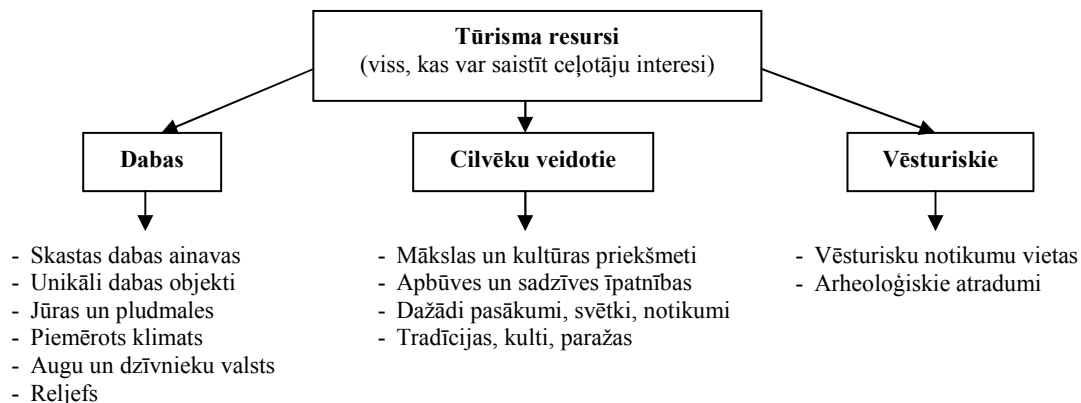 Tūrisma resursi
(viss, kas var saistīt ceļotāju interesi)
Dabas
Cilvēku veidotie
Vēsturiskie
- Skastas dabas ainavas
- Unikāli dabas objekti
- Jūras un pludmales
- Piemērots klimats
- Augu un dzīvnieku valsts
- Reljefs
- Mākslas un kultūras priekšmeti
- Apbūves un sadzīves īpatnības
- Dažādi pasākumi, svētki, notikumi
- Tradīcijas, kulti, paražas
- Vēsturisku notikumu vietas
- Arheoloģiskie atradumi